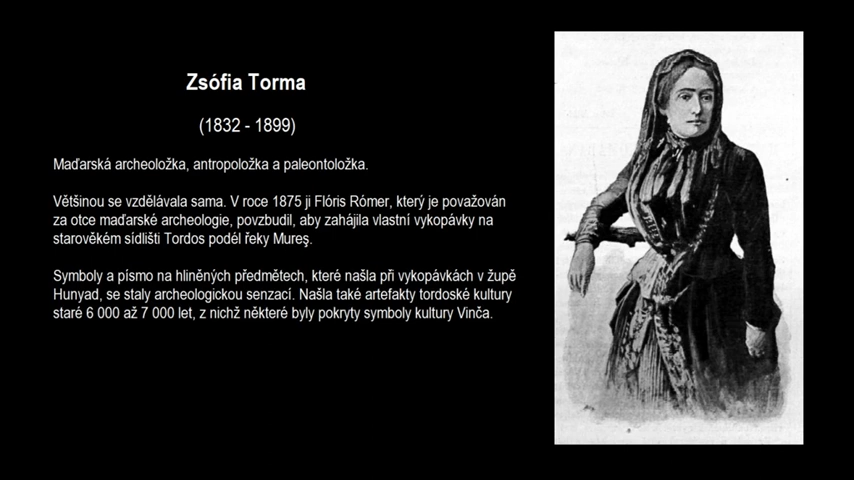 Zsófia Torma
(1832 - 1899)
Maďarská archeoložka, antropoložka a paleontoložka.
Většinou se vzdělávala sama. V roce 1875 ji Flóris Rómer, který je považován
za otce maďarské archeologie, povzbudil, aby zahájila vlastní vykopávky na
starověkém sídlišti Tordos podél řeky Mureş.
Symboly a písmo na hliněných předmětech, které našla při vykopávkách v župě
Hunyad, se staly archeologickou senzací. Našla také artefakty tordoské kultury
staré 6 000 až 7 000 let, z nichž některé byly pokryty symboly kultury Vinča.